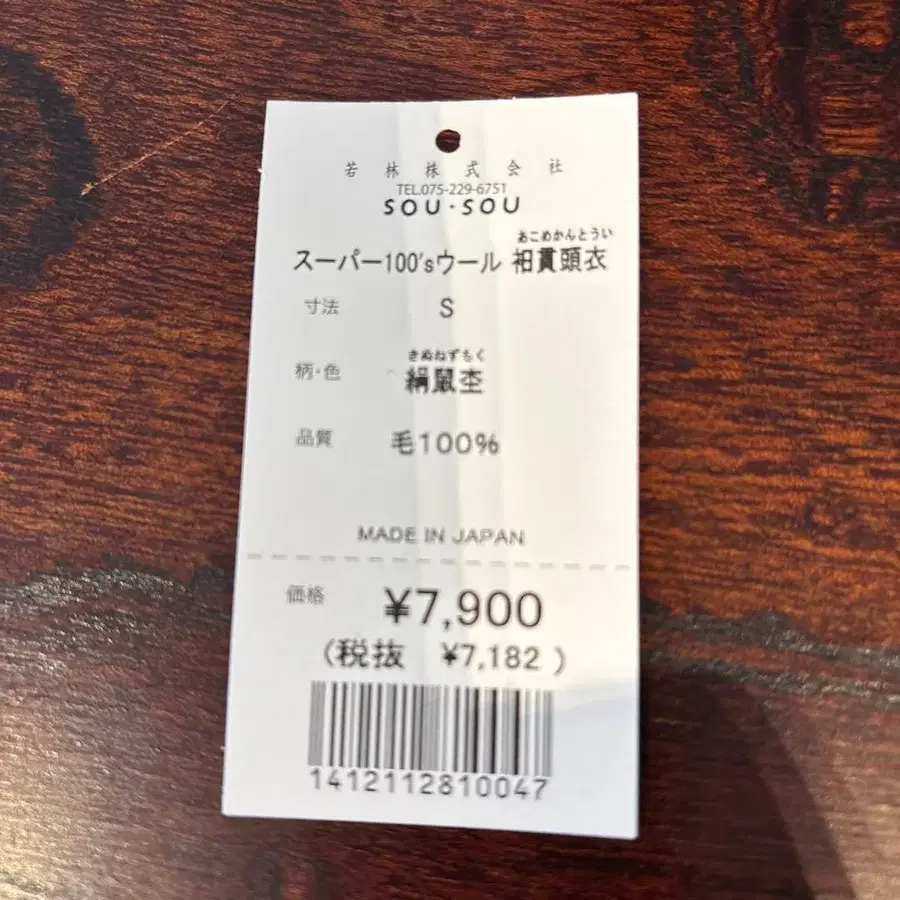 若林株式会社
TEL.075-229-6751
SOU・SOU
あこめかんとうい
スーパー100'sウール 衵貫頭衣
寸法 S
きぬねずもく
柄・色 絹鼠杢
品質 毛100%
MADE IN JAPAN
価格 ¥7,900
(税抜 ¥7,182 )
1412112810047